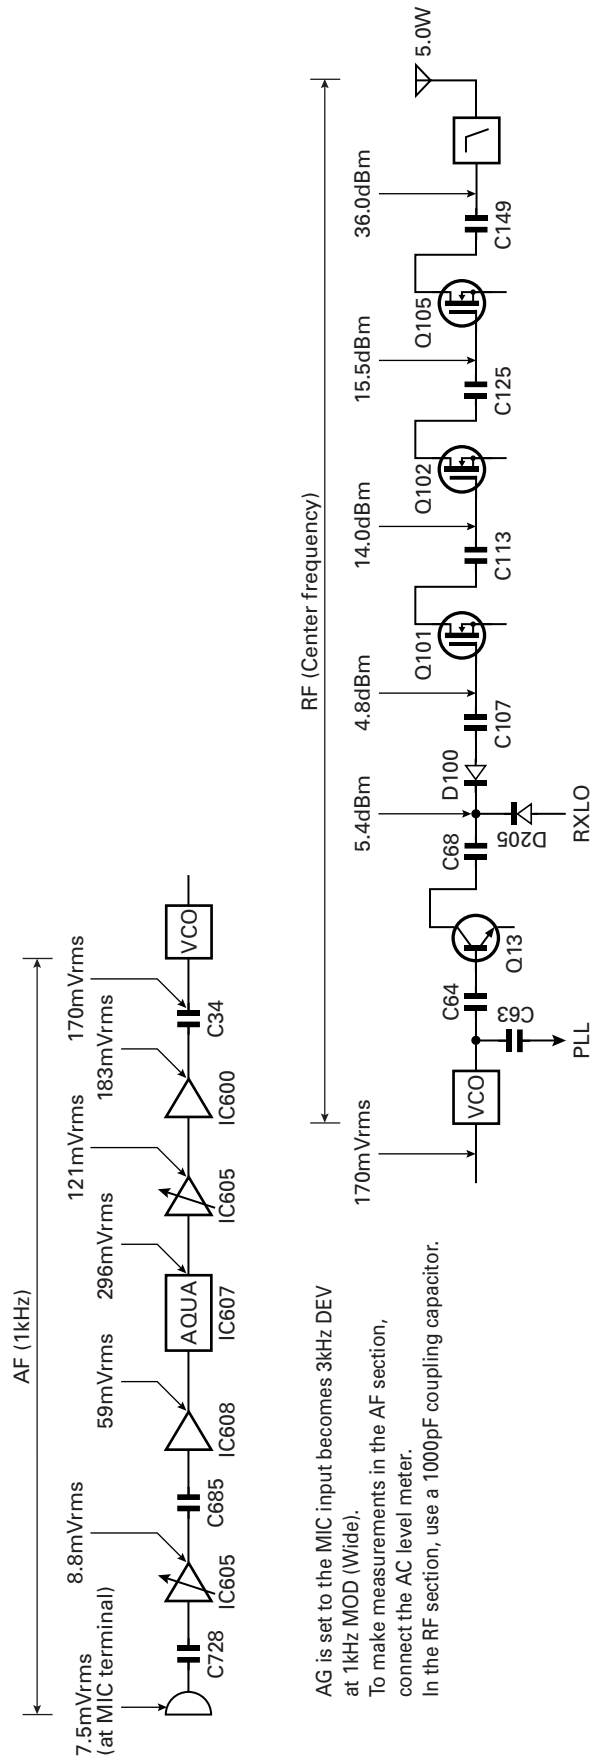 AF (1kHz)
7.5mVrms
(at MIC terminal)
8.8mVrms
59mVrms
296mVrms
121mVrms
183mVrms
170mVrms
AQUA
VCO
C728
IC605
C685
IC608
IC607
IC605
IC600
C34
RF (Center frequency)
170mVrms
5.4dBm
4.8dBm
14.0dBm
15.5dBm
36.0dBm
5.0W
VCO
C64
C63
PLL
Q13
C68
D100
D205
RXLO
C107
Q101
C113
Q102
C125
Q105
C149
AG is set to the MIC input becomes 3kHz DEV
at 1kHz MOD (Wide).
To make measurements in the AF section,
connect the AC level meter.
In the RF section, use a 1000pF coupling capacitor.